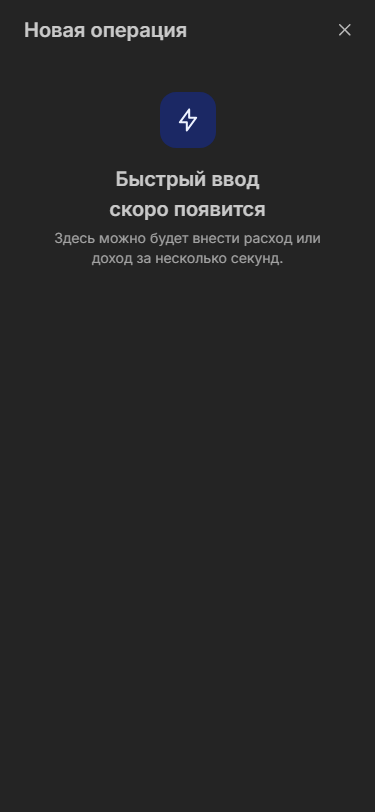 Новая операция
Быстрый ввод
скоро появится
Здесь можно будет внести расход или
доход за несколько секунд.